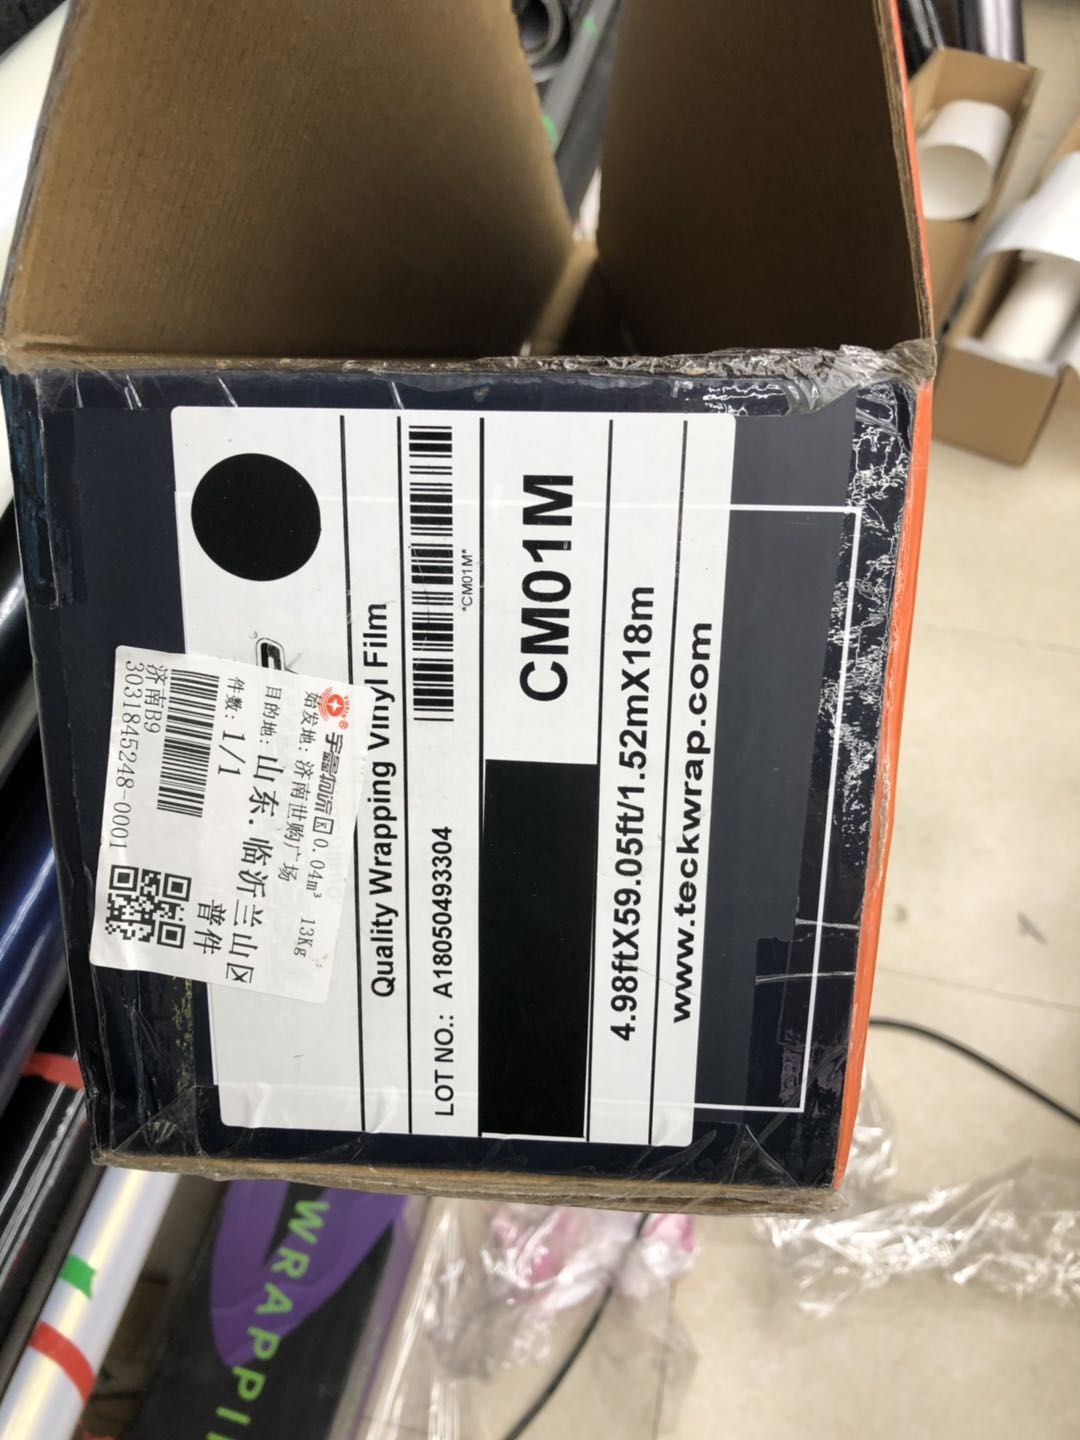 Quality Wrapping Vinyl Film
LOT NO.: A18050493304
*CM01M*
CM01M
4.98ftX59.05ft/1.52mX18m
www.teckwrap.com
宇鑫物流 区 0.04m³ 13Kg
始发地: 济南世购广场
目的地: 山东.临沂兰山区
件数: 1/1
普件
济南B9
3031845248-0001
WRAPPI